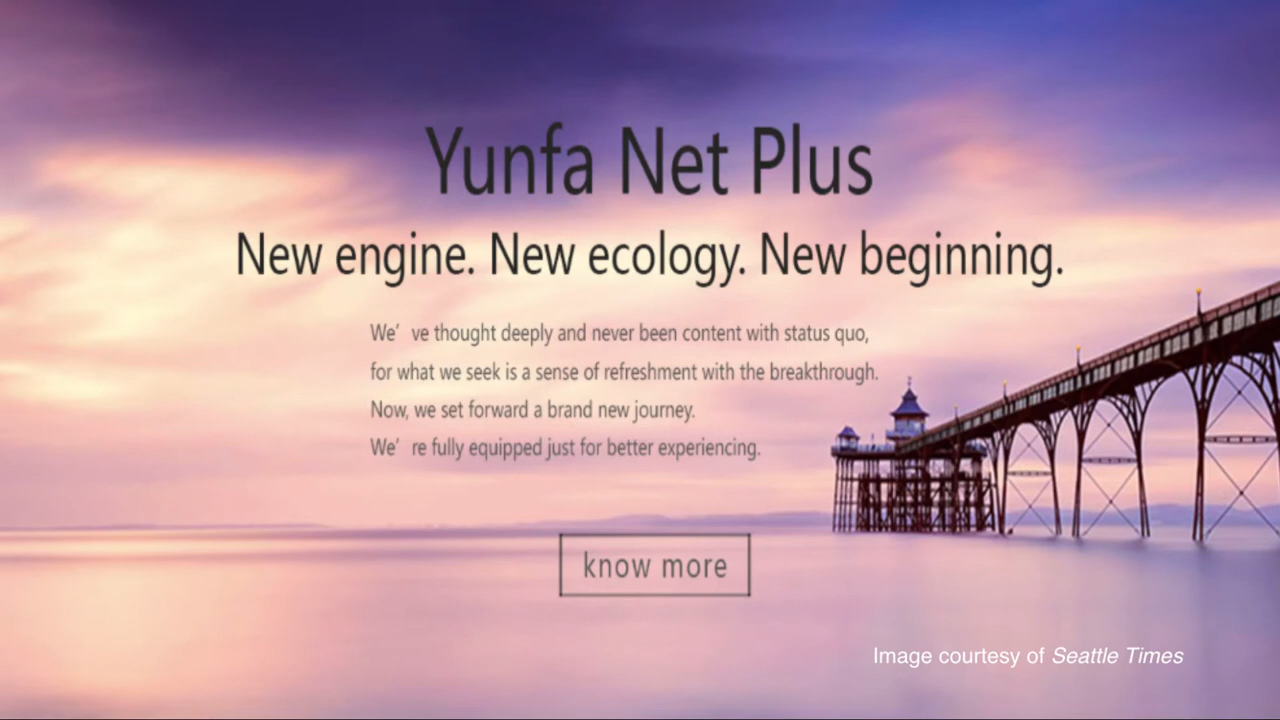 Yunfa Net Plus
New engine. New ecology. New beginning.
We’ ve thought deeply and never been content with status quo,
for what we seek is a sense of refreshment with the breakthrough.
Now, we set forward a brand new journey.
We’ re fully equipped just for better experiencing.
know more
Image courtesy of Seattle Times